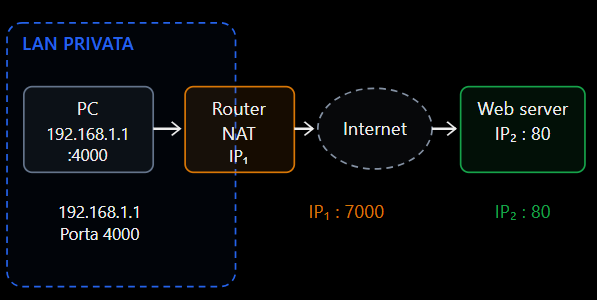 LAN PRIVATA
PC
192.168.1.1
:4000
Router
NAT
IP₁
Internet
Web server
IP₂ : 80
192.168.1.1
Porta 4000
IP₁ : 7000
IP₂ : 80